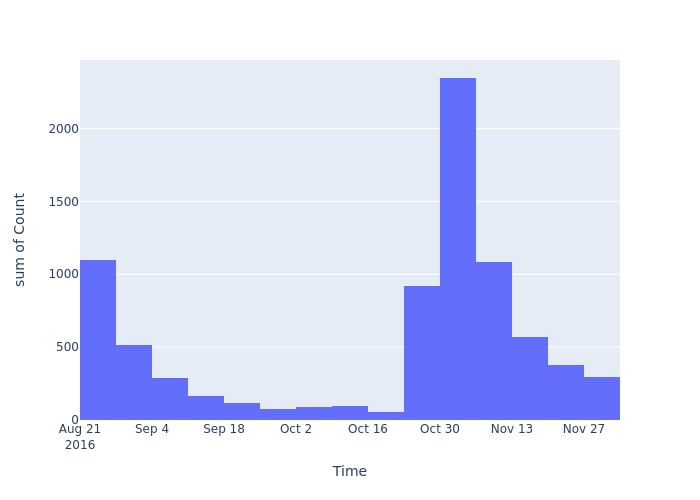 sum of Count
2000
1500
1000
500
0
Aug 21
2016
Sep 4
Sep 18
Oct 2
Oct 16
Oct 30
Nov 13
Nov 27
Time